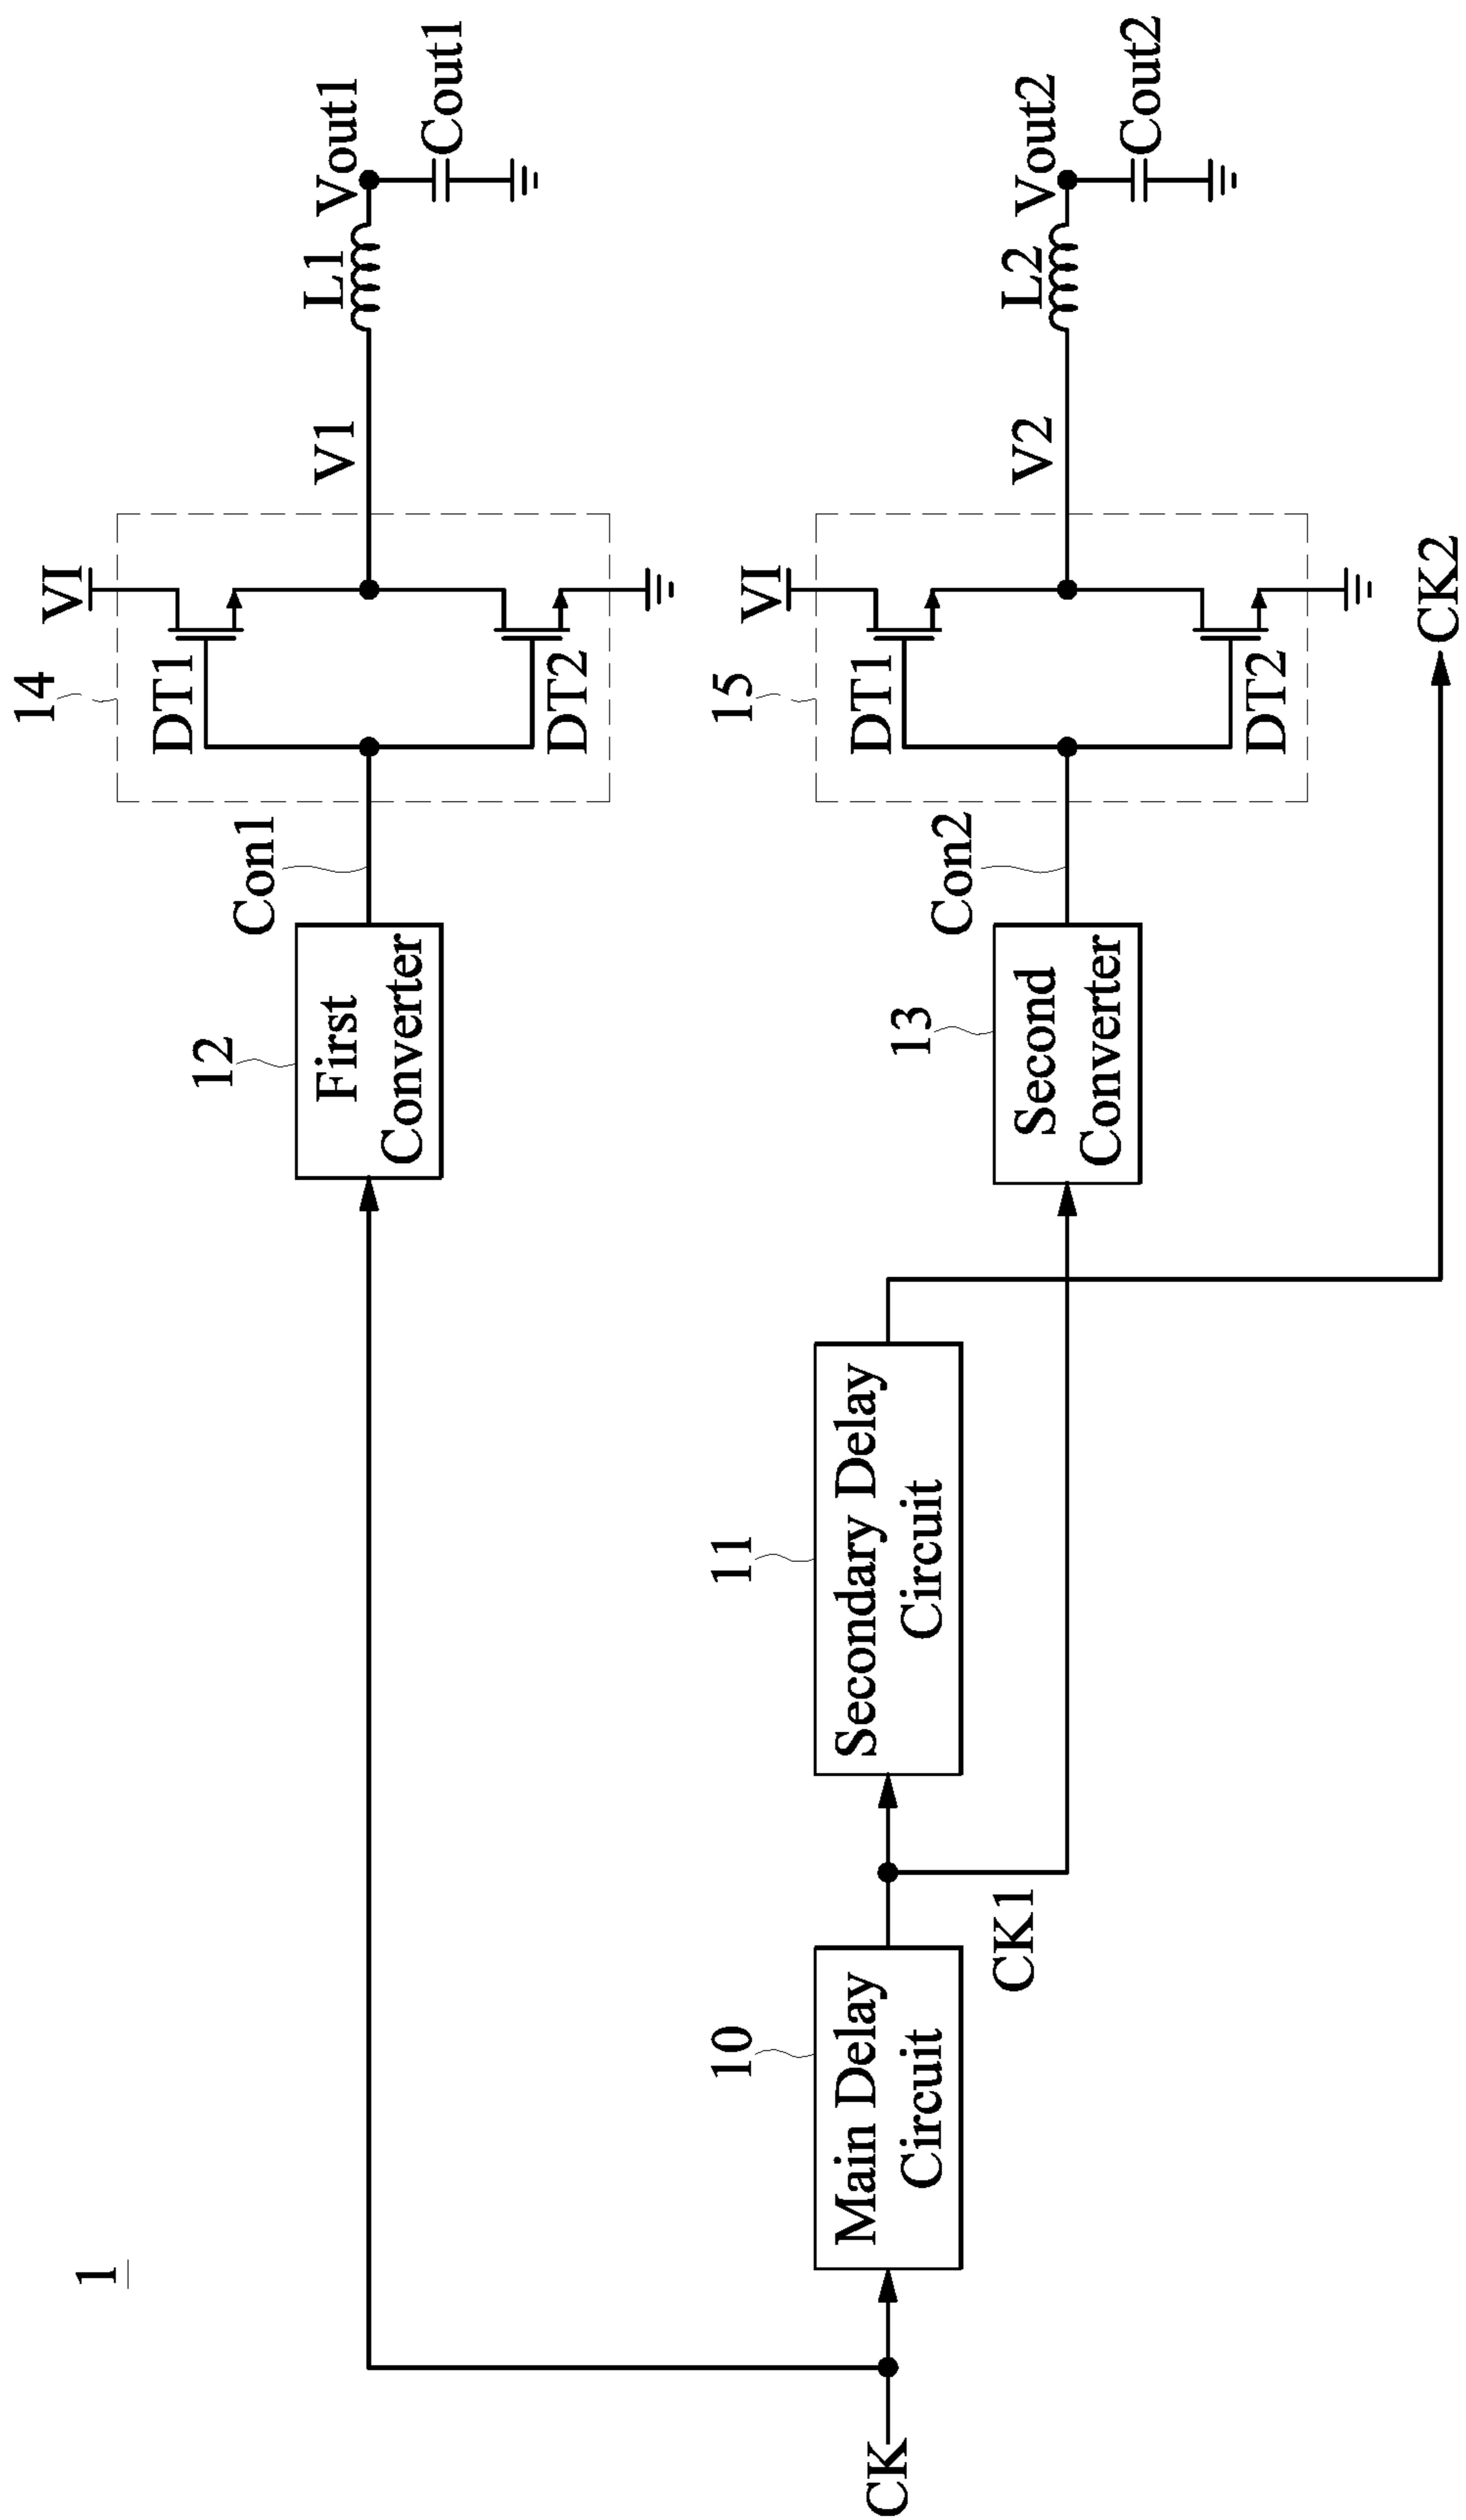 1
14
VI
DT1
DT2
V1
L1
Vout1
Cout1
12
First
Converter
Con1
15
VI
DT1
DT2
V2
L2
Vout2
Cout2
13
Second
Converter
Con2
CK
10
Main Delay
Circuit
CK1
11
Secondary Delay
Circuit
CK2